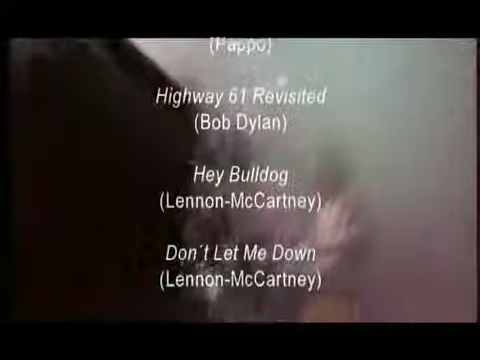 (Pappo)
Highway 61 Revisited
(Bob Dylan)
Hey Bulldog
(Lennon-McCartney)
Don´t Let Me Down
(Lennon-McCartney)